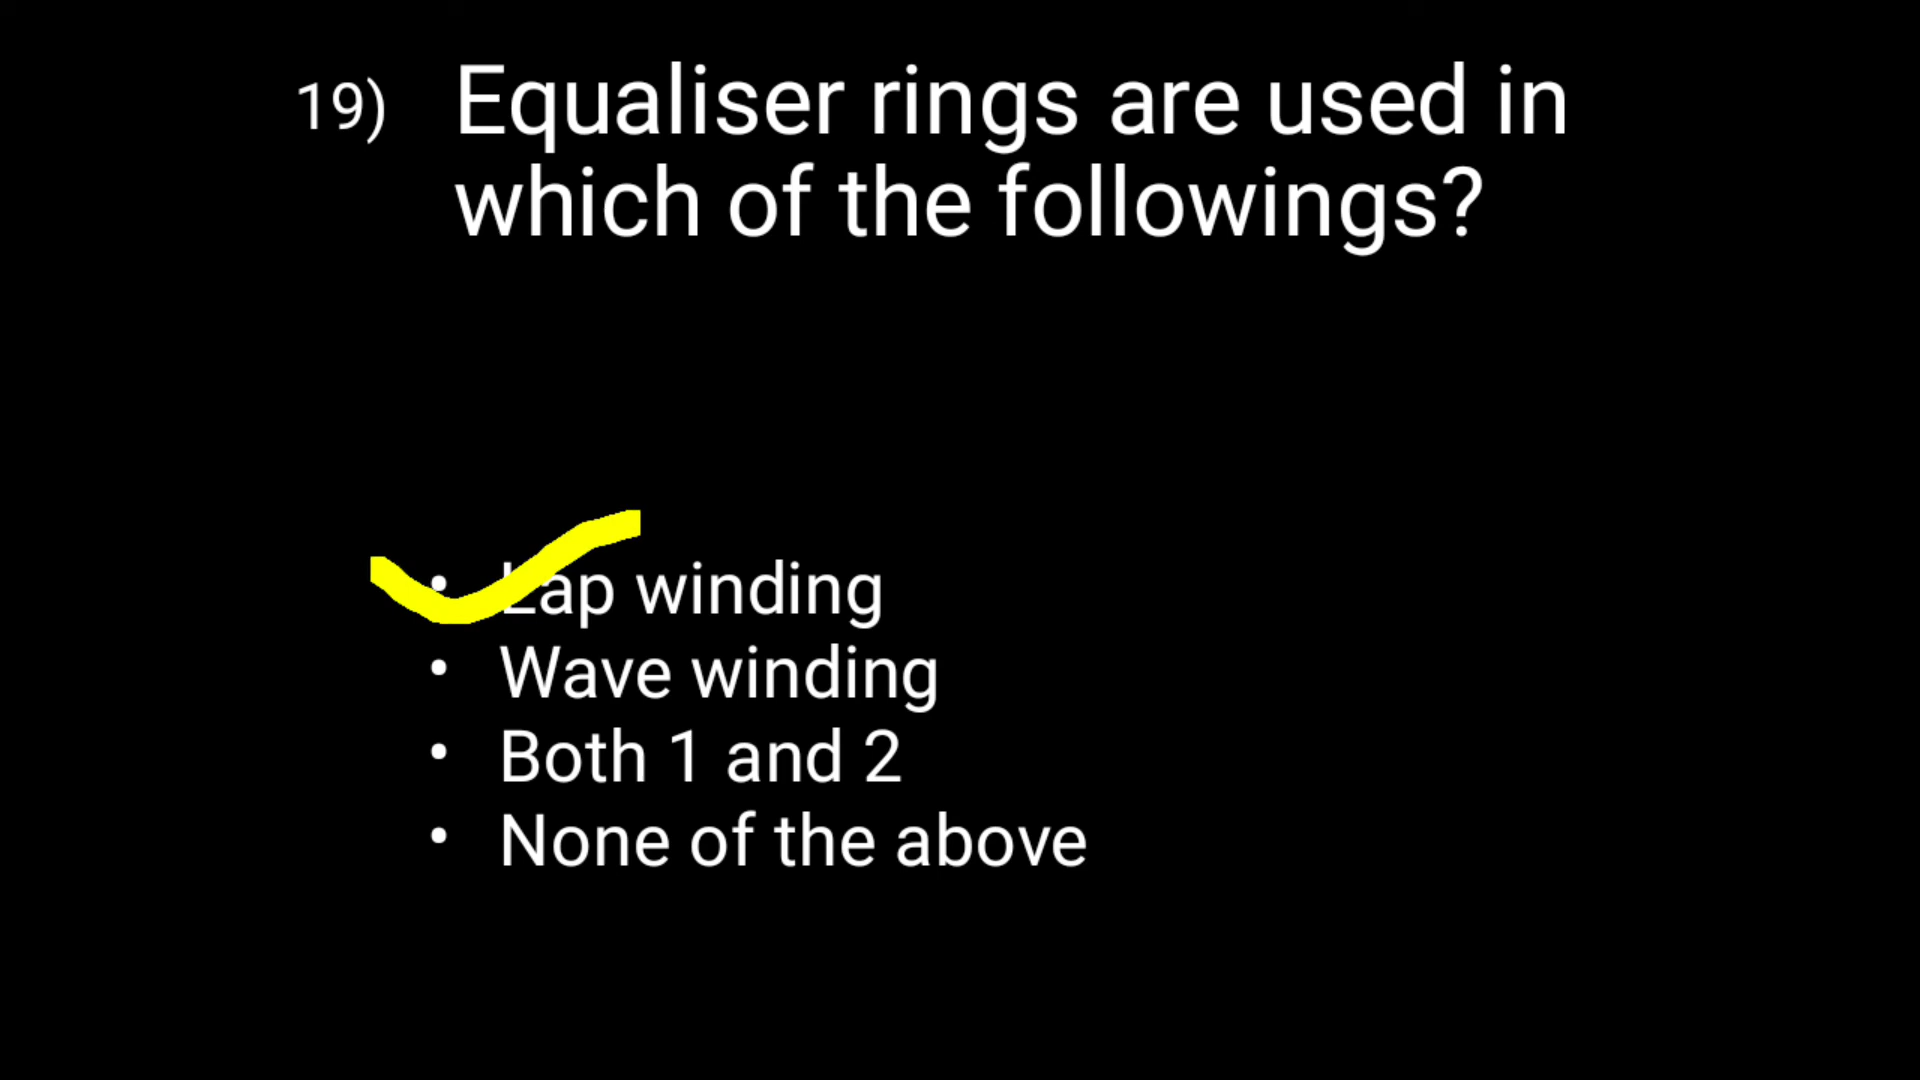 19) Equaliser rings are used in
which of the followings?
• Lap winding
• Wave winding
• Both 1 and 2
• None of the above